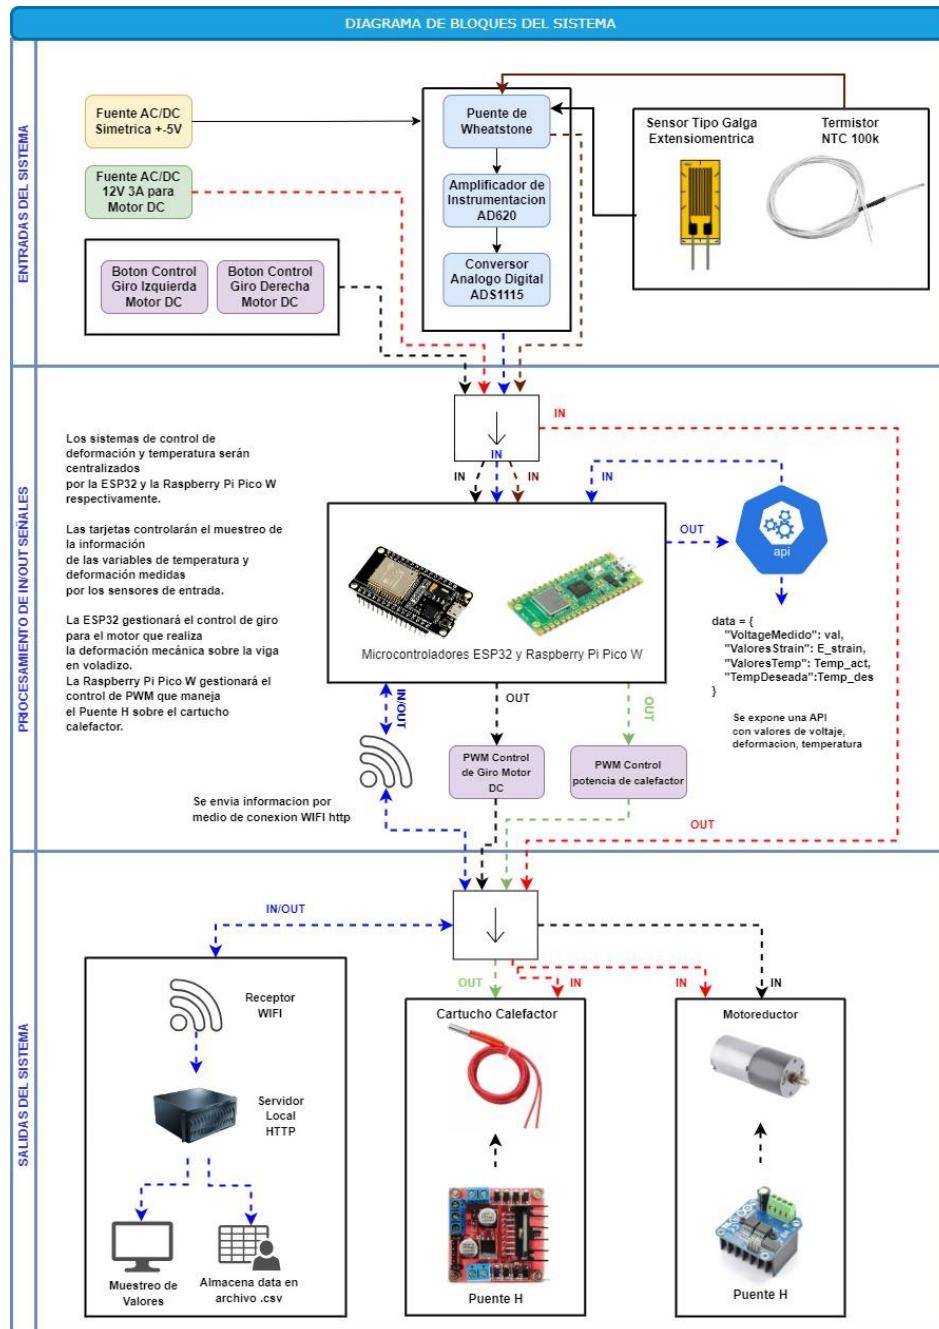 DIAGRAMA DE BLOQUES DEL SISTEMA
ENTRADAS DEL SISTEMA
Fuente AC/DC
Simetrica +-5V
Fuente AC/DC
12V 3A para
Motor DC
Boton Control
Giro Izquierda
Motor DC
Boton Control
Giro Derecha
Motor DC
Puente de
Wheatstone
Amplificador de
Instrumentacion
AD620
Conversor
Analogo Digital
ADS1115
Sensor Tipo Galga
Extensiomentrica
Termistor
NTC 100k
PRIOCESAMIENTO DE IN/OUT SEÑALES
Los sistemas de control de
deformación y temperatura serán
centralizados
por la ESP32 y la Raspberry Pi Pico W
respectivamente.
Las tarjetas controlarán el muestreo de
la información
de las variables de temperatura y
deformación medidas
por los sensores de entrada.
La ESP32 gestionará el control de giro
para el motor que realiza
la deformación mecánica sobre la viga
en voladizo.
La Raspberry Pi Pico W gestionará el
control de PWM que maneja
el Puente H sobre el cartucho
calefactor.
IN
IN
IN
IN
IN
OUT
api
Microcontroladores ESP32 y Raspberry Pi Pico W
data = {
"VoltageMedido": val,
"ValoresStrain": E_strain,
"ValoresTemp": Temp_act,
"TempDeseada":Temp_des
}
Se expone una API
con valores de voltaje,
deformacion, temperatura
IN/OUT
OUT
OUT
PWM Control
de Giro Motor
DC
PWM Control
potencia de calefactor
Se envia informacion por
medio de conexion WIFI http
OUT
SALIDAS DEL SISTEMA
IN/OUT
OUT
IN
IN
IN
Receptor
WIFI
Servidor
Local
HTTP
Muestreo de
Valores
Almacena data en
archivo .csv
Cartucho Calefactor
Puente H
Motoreductor
Puente H